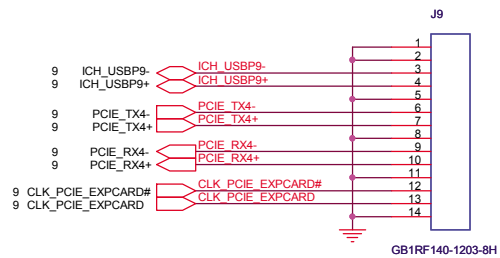 J9
1
2
9 ICH_USBP9- ICH_USBP9- 3
9 ICH_USBP9+ ICH_USBP9+ 4
5
9 PCIE_TX4- PCIE_TX4- 6
9 PCIE_TX4+ PCIE_TX4+ 7
8
9 PCIE_RX4- PCIE_RX4- 9
9 PCIE_RX4+ PCIE_RX4+ 10
11
9 CLK_PCIE_EXPCARD# CLK_PCIE_EXPCARD# 12
9 CLK_PCIE_EXPCARD CLK_PCIE_EXPCARD 13
14
GB1RF140-1203-8H